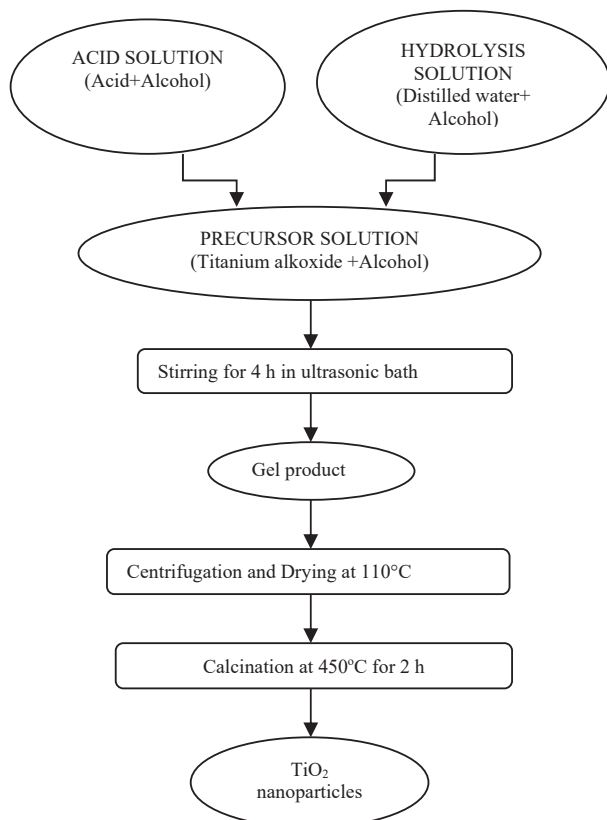 ACID SOLUTION
(Acid+Alcohol)
HYDROLYSIS
SOLUTION
(Distilled water+
Alcohol)
PRECURSOR SOLUTION
(Titanium alkoxide +Alcohol)
Stirring for 4 h in ultrasonic bath
Gel product
Centrifugation and Drying at 110°C
Calcination at 450ºC for 2 h
TiO₂
nanoparticles